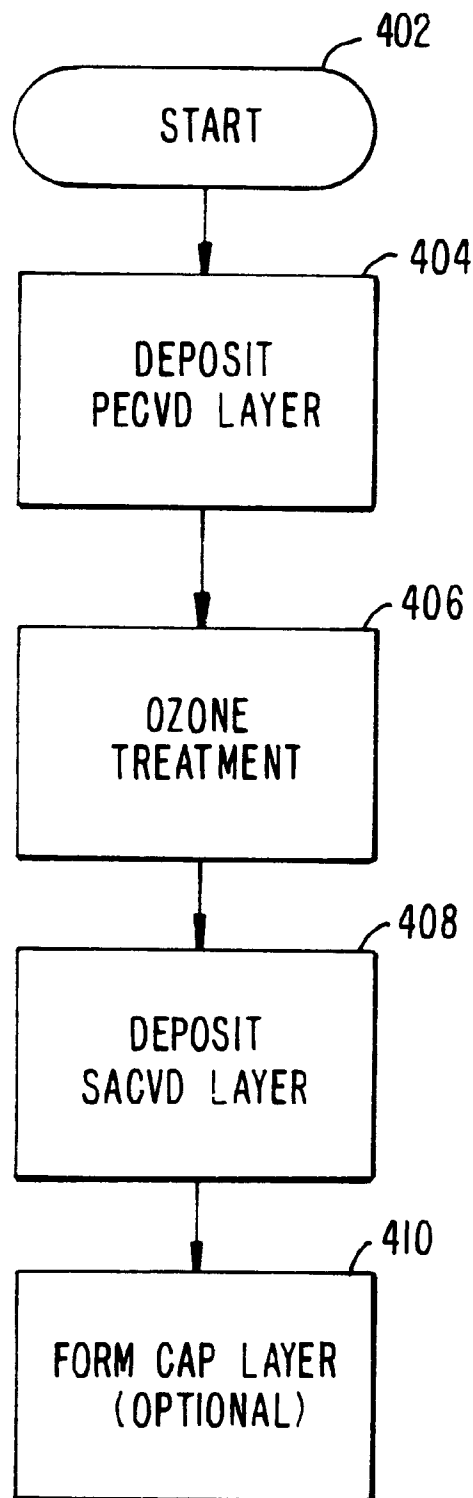 402
START
404
DEPOSIT
PECVD LAYER
406
OZONE
TREATMENT
408
DEPOSIT
SACVD LAYER
410
FORM CAP LAYER
(OPTIONAL)